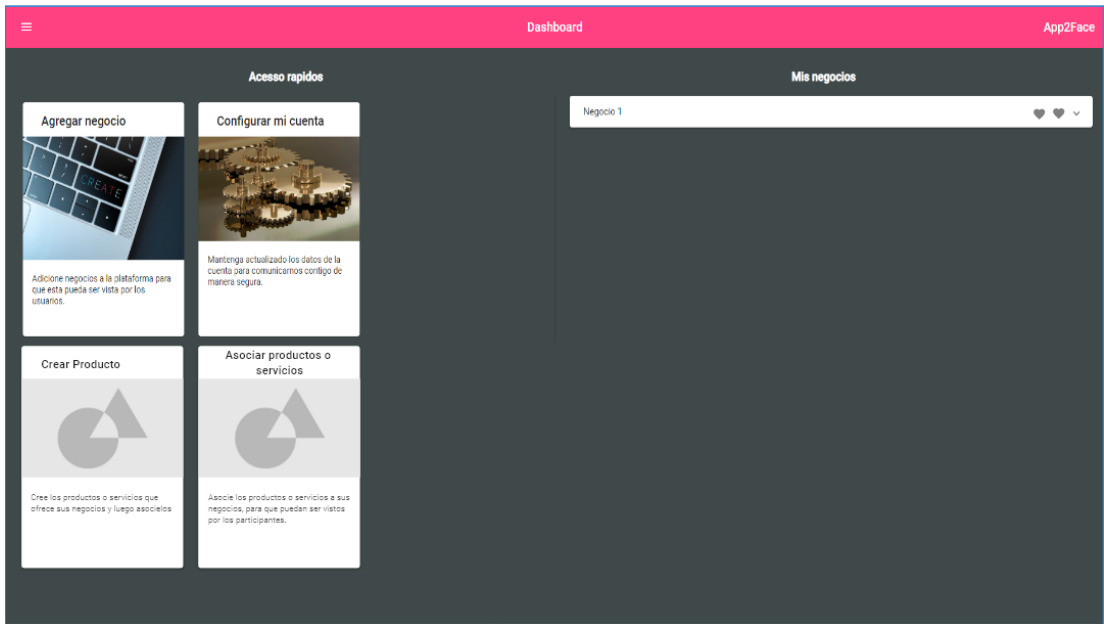 Dashboard
App2Face
Acesso rapidos
Mis negocios
Agregar negocio
CREATE
Adicione negocios a la plataforma para
que esta pueda ser vista por los
usuarios.
Configurar mi cuenta
Mantenga actualizado los datos de la
cuenta para comunicarnos contigo de
manera segura.
Crear Producto
Cree los productos o servicios que
ofrece sus negocios y luego asocielos
Asociar productos o
servicios
Asocie los productos o servicios a sus
negocios, para que puedan ser vistos
por los participantes.
Negocio 1